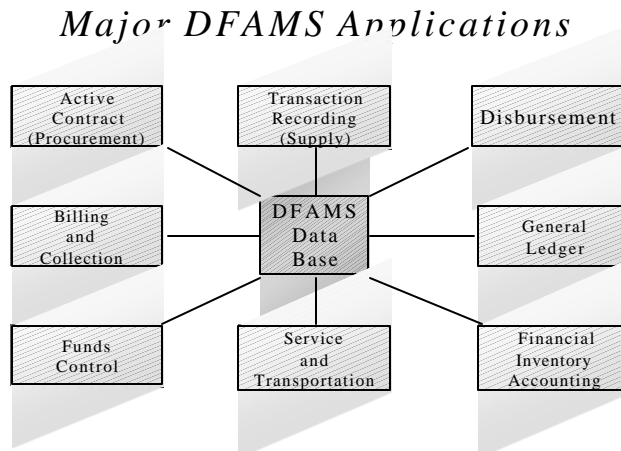 Major DFAMS Applications
Active
Contract
(Procurement)
Transaction
Recording
(Supply)
Disbursement
Billing
and
Collection
DFAMS
Data
Base
General
Ledger
Funds
Control
Service
and
Transportation
Financial
Inventory
Accounting